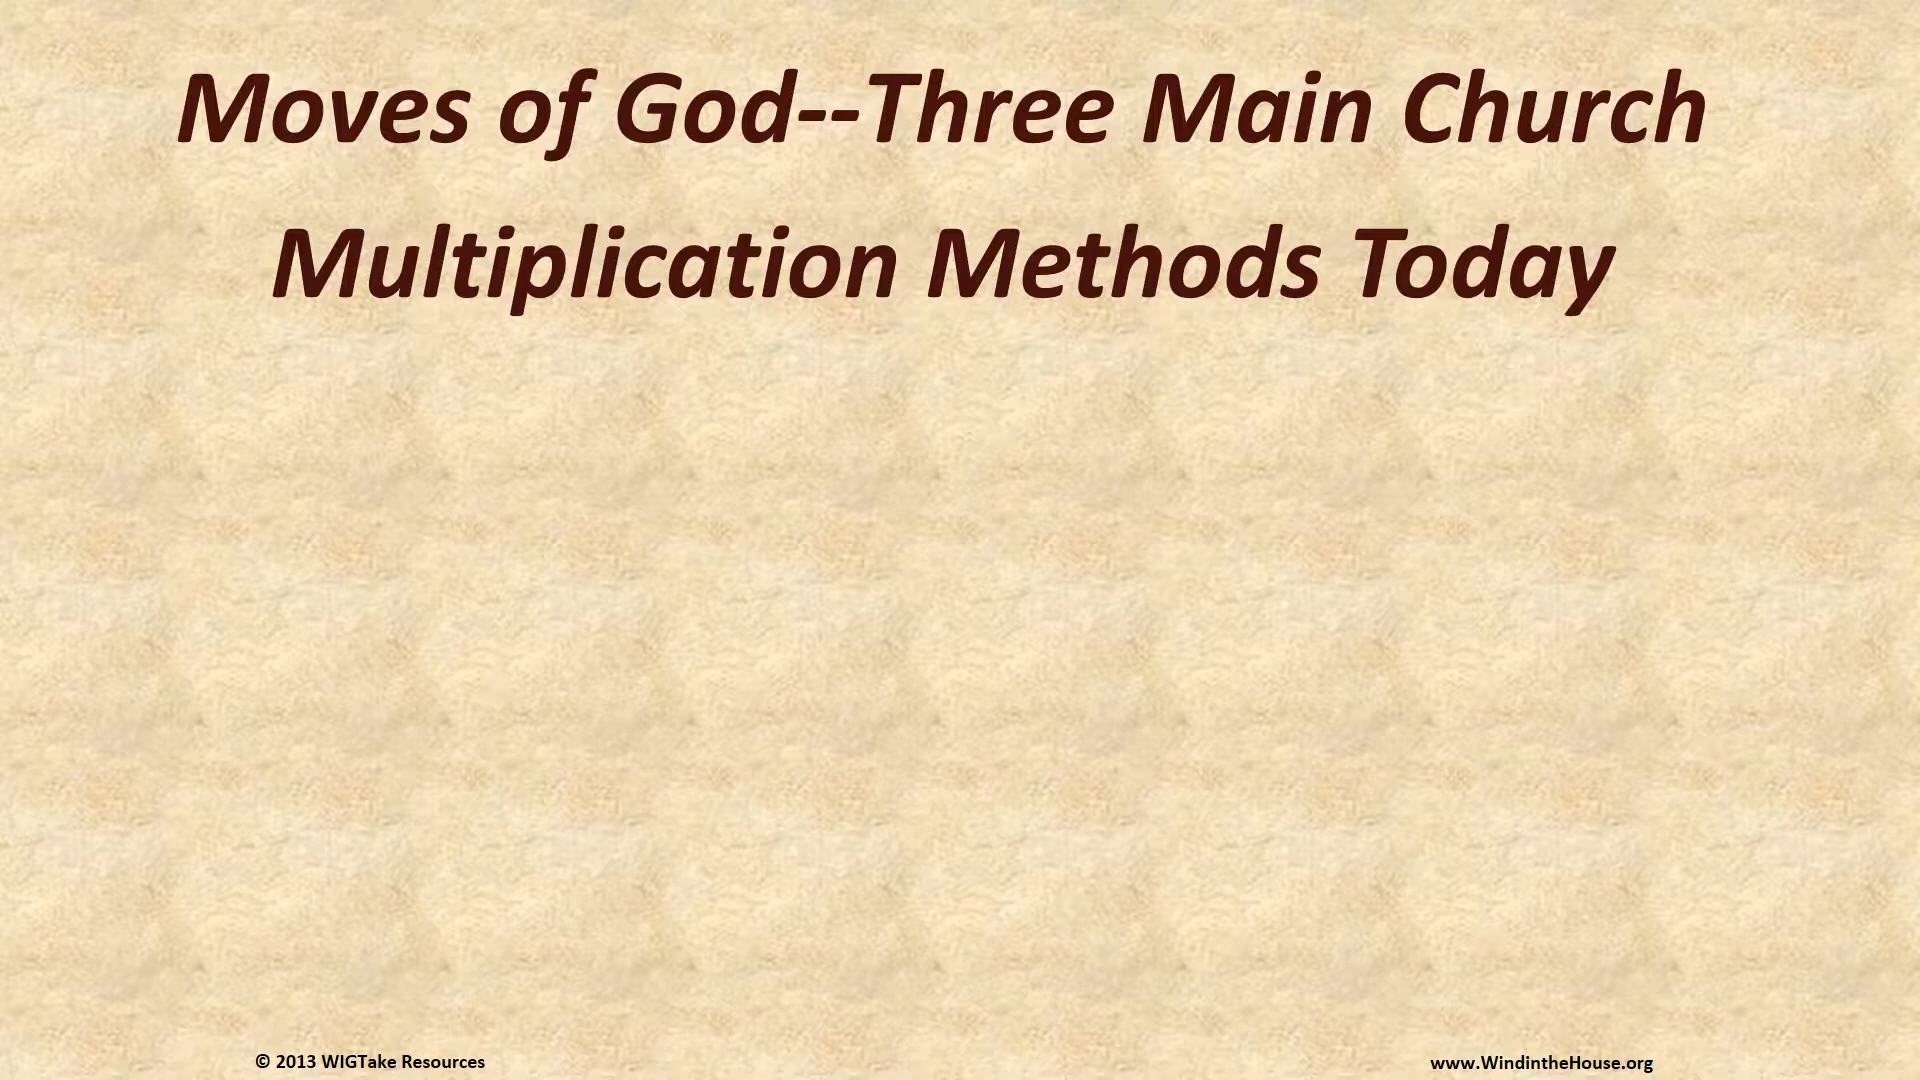 Moves of God--Three Main Church
Multiplication Methods Today
© 2013 WIGTake Resources
www.WindintheHouse.org